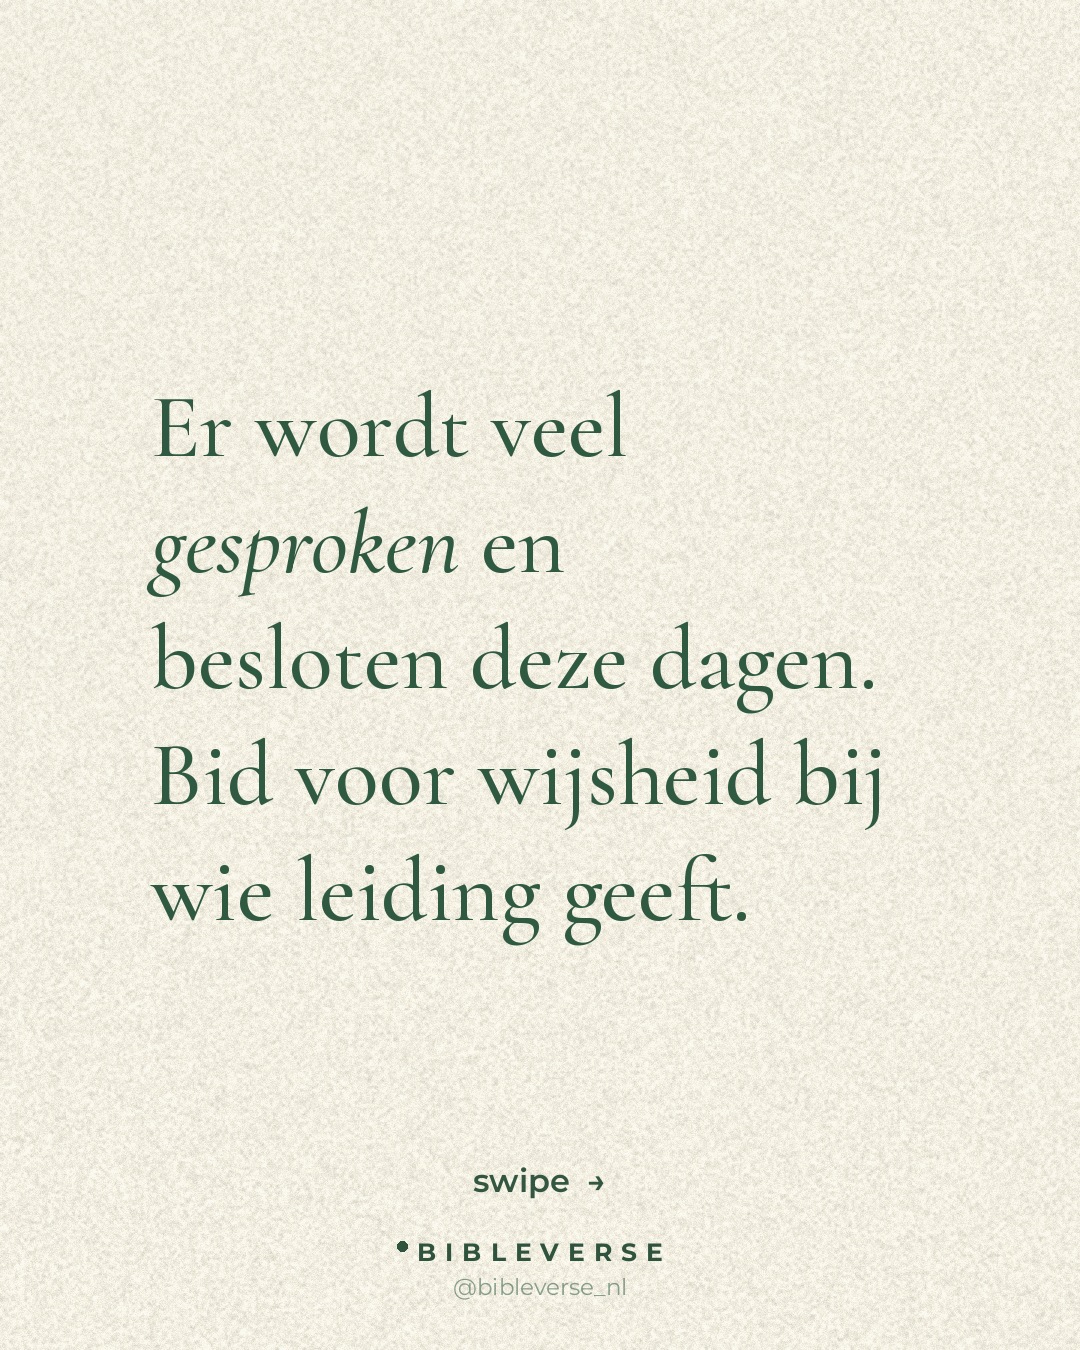 Er wordt veel
gesproken en
besloten deze dagen.
Bid voor wijsheid bij
wie leiding geeft.
swipe →
BIBLEVERSE
@bibleverse_nl